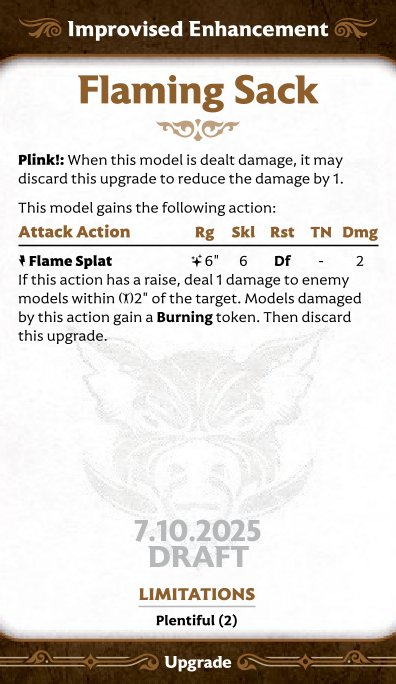 Improvised Enhancement
Flaming Sack
Plink!: When this model is dealt damage, it may
discard this upgrade to reduce the damage by 1.
This model gains the following action:
Attack Action Rg Skl Rst TN Dmg
Flame Splat 6" 6 Df - 2
If this action has a raise, deal 1 damage to enemy
models within 2" of the target. Models damaged
by this action gain a Burning token. Then discard
this upgrade.
7.10.2025
DRAFT
LIMITATIONS
Plentiful (2)
Upgrade